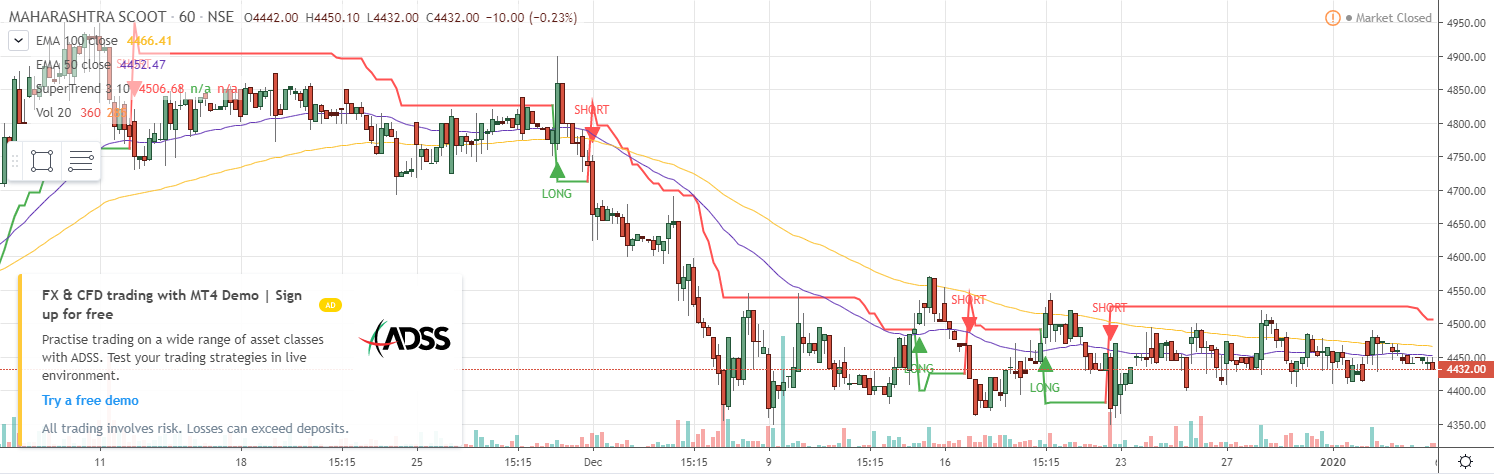 MAHARASHTRA SCOOT · 60 · NSE O4442.00 H4450.10 L4432.00 C4432.00 −10.00 (−0.23%)
Market Closed
EMA 100 close 4466.41
EMA 50 close 4452.47
SuperTrend 3 10 4506.68 n/a n/a
Vol 20 360
SHORT
LONG
SHORT
LONG
SHORT
LONG
SHORT
4950.00
4900.00
4850.00
4800.00
4750.00
4700.00
4650.00
4600.00
4550.00
4500.00
4450.00
4432.00
4400.00
4350.00
FX & CFD trading with MT4 Demo | Sign
up for free
AD
Practise trading on a wide range of asset classes
with ADSS. Test your trading strategies in live
environment.
Try a free demo
All trading involves risk. Losses can exceed deposits.
ADSS
11 18 15:15 25 15:15 Dec 15:15 9 15:15 16 15:15 23 27 2020